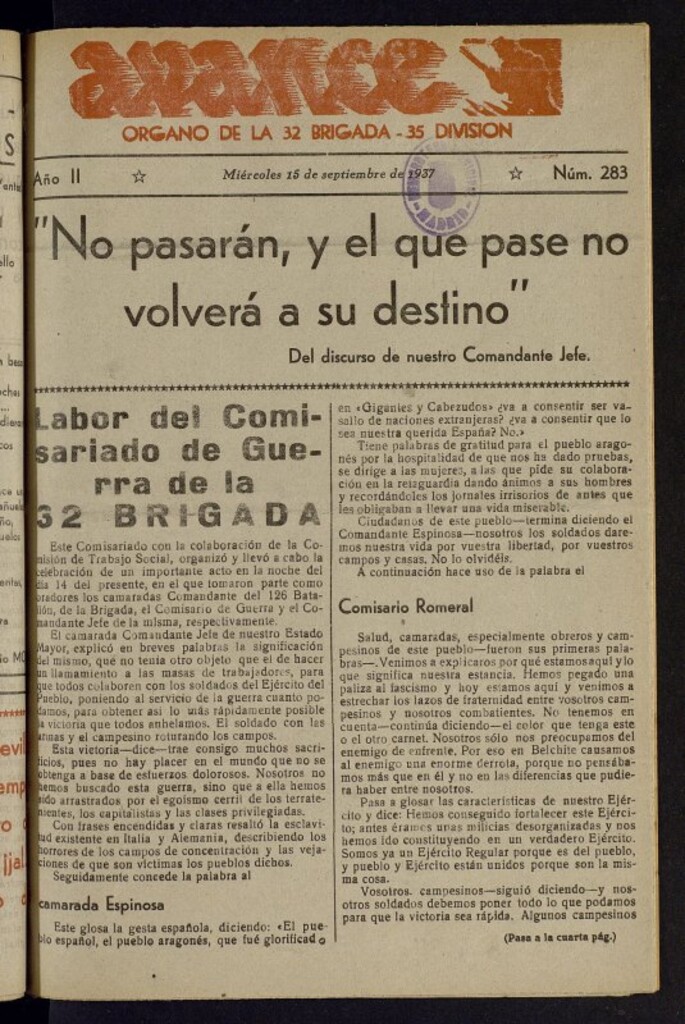 avance
ORGANO DE LA 32 BRIGADA - 35 DIVISION
Año II ☆ Miércoles 15 de septiembre de 1937 ☆ Núm. 283
"No pasarán, y el que pase no
volverá a su destino"
Del discurso de nuestro Comandante Jefe.
Labor del Comi-
sariado de Gue-
rra de la
32 BRIGADA
Este Comisariado con la colaboración de la Co-
misión de Trabajo Social, organizó y llevó a cabo la
celebración de un importante acto en la noche del
día 14 del presente, en el que tomaron parte como
oradores los camaradas Comandante del 126 Bata-
llón, de la Brigada, el Comisario de Guerra y el Co-
mandante Jefe de la misma, respectivamente.
El camarada Comandante Jefe de nuestro Estado
Mayor, explicó en breves palabras la significación
del mismo, que no tenía otro objeto que el de hacer
un llamamiento a las masas de trabajadores, para
que todos colaboren con los soldados del Ejército del
Pueblo, poniendo al servicio de la guerra cuanto po-
damos, para obtener así lo más rápidamente posible
la victoria que todos anhelamos. El soldado con las
armas y el campesino roturando los campos.
Esta victoria—dice—trae consigo muchos sacri-
ficios, pues no hay placer en el mundo que no se
obtenga a base de esfuerzos dolorosos. Nosotros no
hemos buscado esta guerra, sino que a ella hemos
sido arrastrados por el egoísmo cerril de los terrate-
nientes, los capitalistas y las clases privilegiadas.
Con frases encendidas y claras resaltó la esclavi-
tud existente en Italia y Alemania, describiendo los
horrores de los campos de concentración y las veja-
ciones de que son víctimas los pueblos dichos.
Seguidamente concede la palabra al
camarada Espinosa
Este glosa la gesta española, diciendo: «El pue-
blo español, el pueblo aragonés, que fué glorificado
en «Gigantes y Cabezudos» ¿va a consentir ser va-
sallo de naciones extranjeras? ¿va a consentir que lo
sea nuestra querida España? No.»
Tiene palabras de gratitud para el pueblo arago-
nés por la hospitalidad de que nos ha dado pruebas,
se dirige a las mujeres, a las que pide su colabora-
ción en la retaguardia dando ánimos a sus hombres
y recordándoles los jornales irrisorios de antes que
les obligaban a llevar una vida miserable.
Ciudadanos de este pueblo—termina diciendo el
Comandante Espinosa—nosotros los soldados dare-
mos nuestra vida por vuestra libertad, por vuestros
campos y casas. No lo olvidéis.
A continuación hace uso de la palabra el
Comisario Romeral
Salud, camaradas, especialmente obreros y cam-
pesinos de este pueblo—fueron sus primeras pala-
bras—. Venimos a explicaros por qué estamos aquí y lo
que significa nuestra estancia. Hemos pegado una
paliza al fascismo y hoy estamos aquí y venimos a
estrechar los lazos de fraternidad entre vosotros cam-
pesinos y nosotros combatientes. No tenemos en
cuenta—continúa diciendo—el color que tenga este
o el otro carnet. Nosotros sólo nos preocupamos del
enemigo de enfrente. Por eso en Belchite causamos
al enemigo una enorme derrota, porque no pensába-
mos más que en él y no en las diferencias que pudie-
ra haber entre nosotros.
Pasa a glosar las características de nuestro Ejér-
cito y dice: Hemos conseguido fortalecer este Ejérci-
to; antes éramos unas milicias desorganizadas y nos
hemos ido constituyendo en un verdadero Ejército.
Somos ya un Ejército Regular porque es del pueblo,
y pueblo y Ejército están unidos porque son la mis-
ma cosa.
Vosotros, campesinos—siguió diciendo—y nos-
otros soldados debemos poner todo lo que podamos
para que la victoria sea rápida. Algunos campesinos
(Pasa a la cuarta pág.)